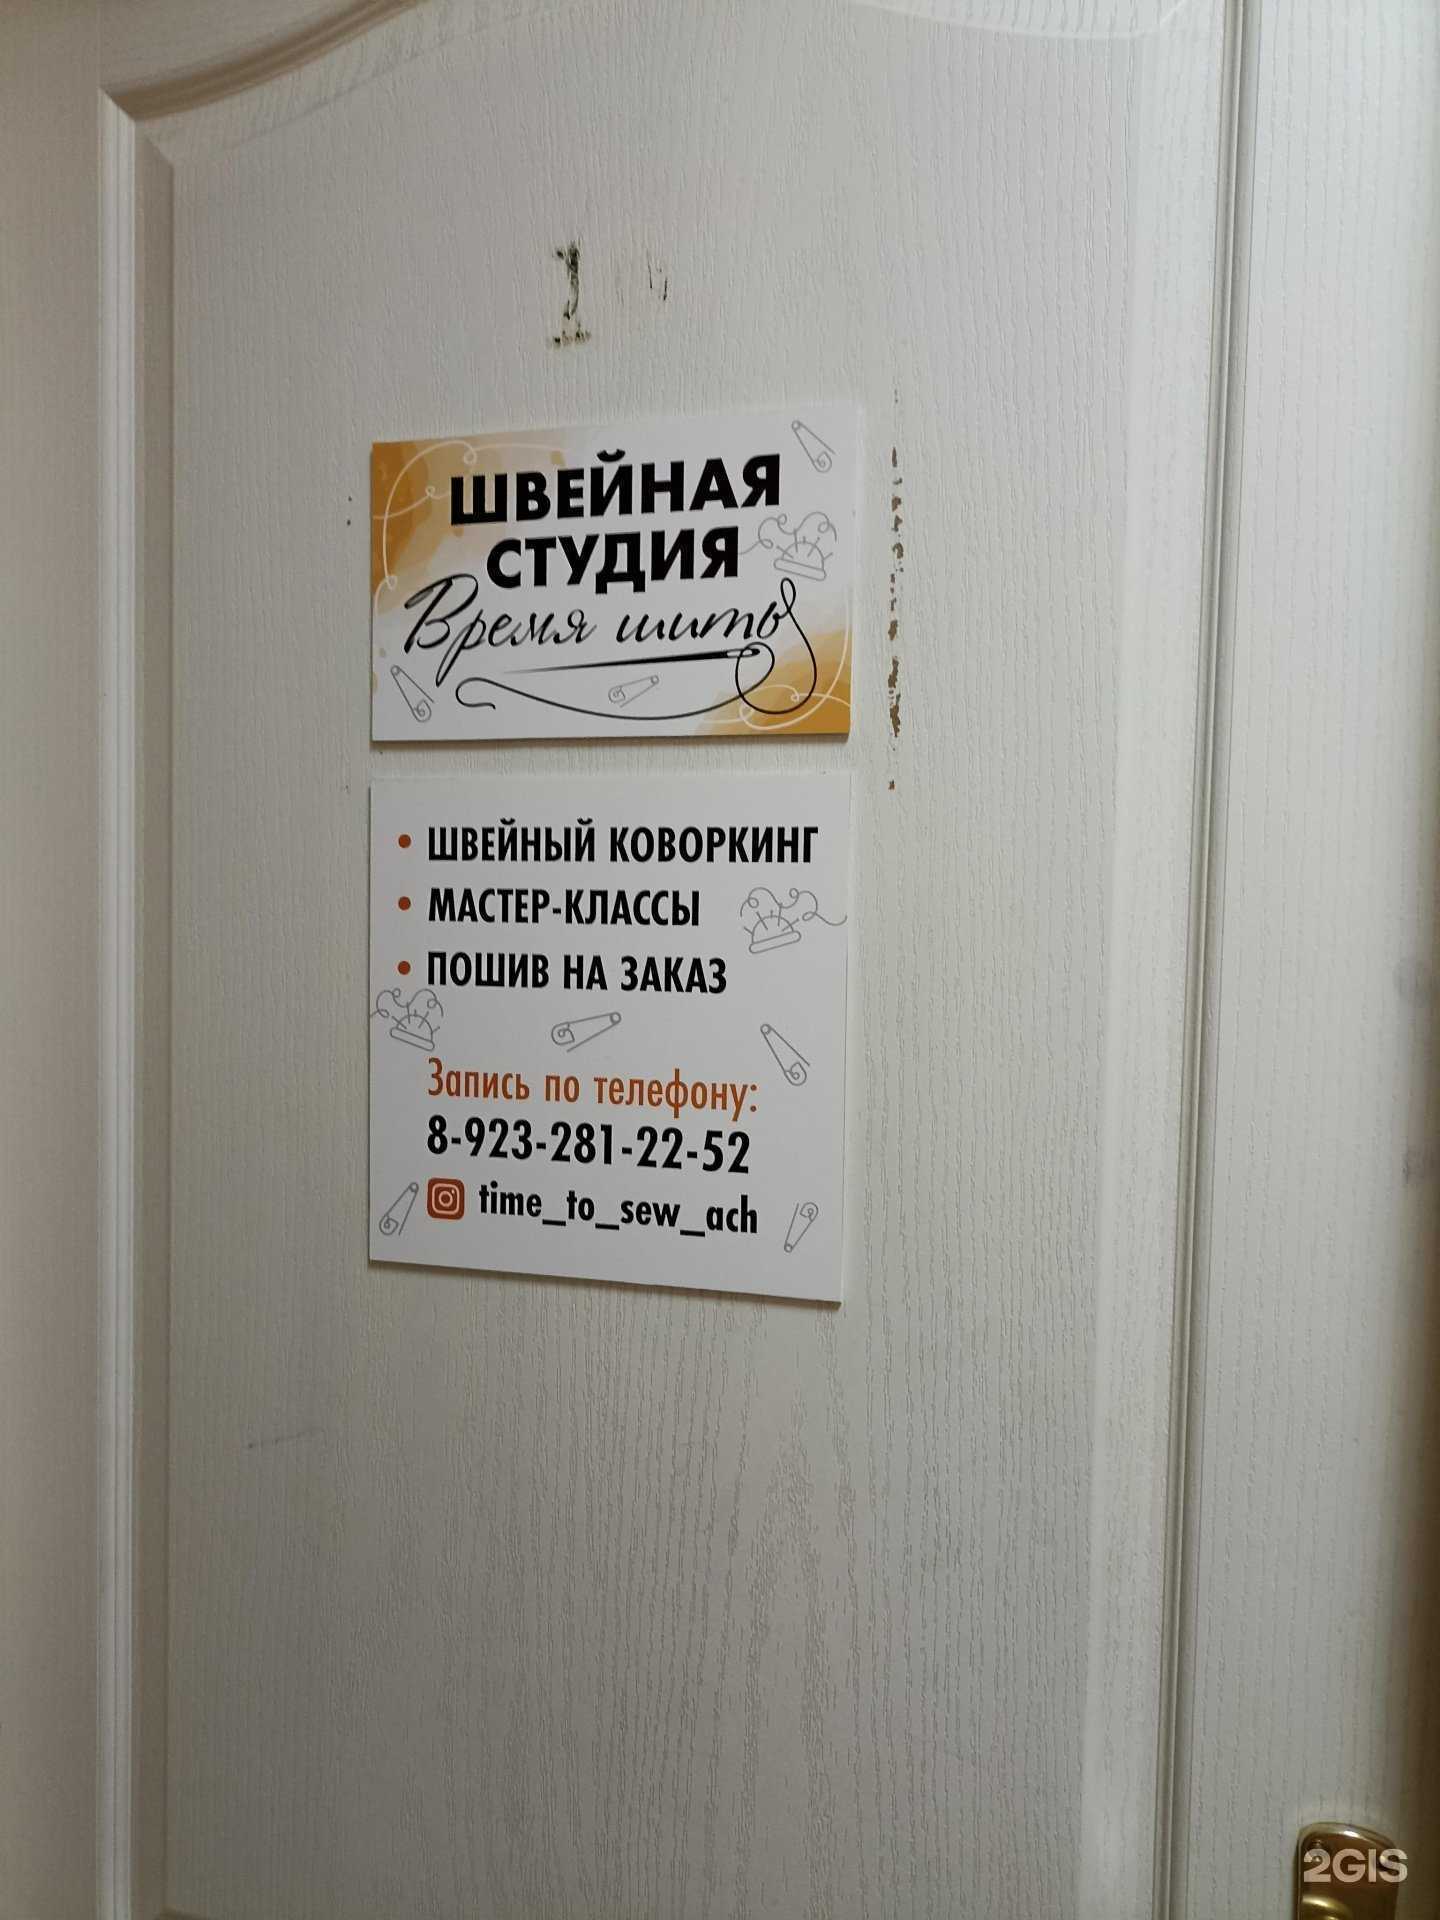 1
ШВЕЙНАЯ
СТУДИЯ
Время шить
• ШВЕЙНЫЙ КОВОРКИНГ
• МАСТЕР-КЛАССЫ
• ПОШИВ НА ЗАКАЗ
Запись по телефону:
8-923-281-22-52
time_to_sew_ach
2GIS